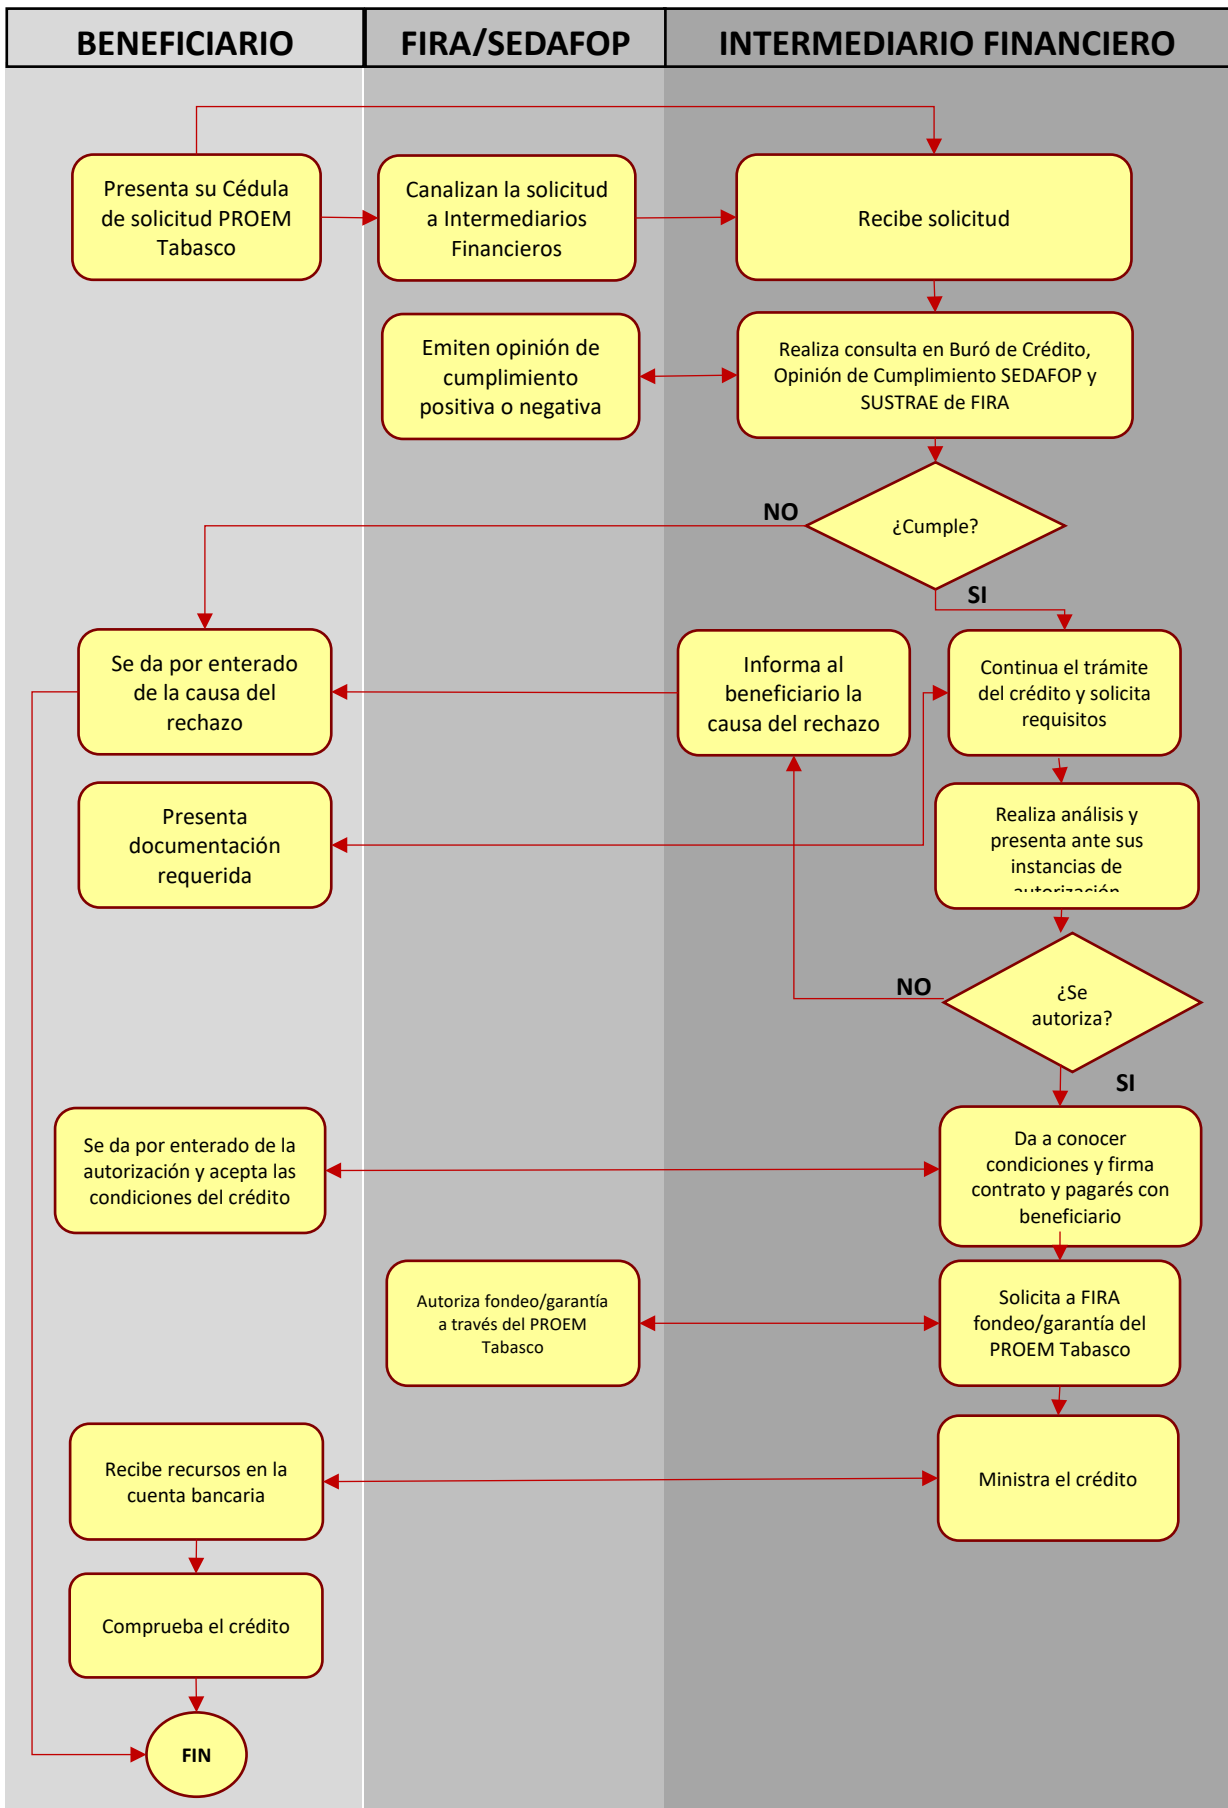 BENEFICIARIO
FIRA/SEDAFOP
INTERMEDIARIO FINANCIERO
Presenta su Cédula
de solicitud PROEM
Tabasco
Canalizan la solicitud
a Intermediarios
Financieros
Recibe solicitud
Emiten opinión de
cumplimiento
positiva o negativa
Realiza consulta en Buró de Crédito,
Opinión de Cumplimiento SEDAFOP y
SUSTRAE de FIRA
¿Cumple?
NO
SI
Se da por enterado
de la causa del
rechazo
Informa al
beneficiario la
causa del rechazo
Continua el trámite
del crédito y solicita
requisitos
Presenta
documentación
requerida
Realiza análisis y
presenta ante sus
instancias de
autorización
¿Se
autoriza?
NO
SI
Se da por enterado de la
autorización y acepta las
condiciones del crédito
Da a conocer
condiciones y firma
contrato y pagarés con
beneficiario
Autoriza fondeo/garantía
a través del PROEM
Tabasco
Solicita a FIRA
fondeo/garantía del
PROEM Tabasco
Recibe recursos en la
cuenta bancaria
Ministra el crédito
Comprueba el crédito
FIN